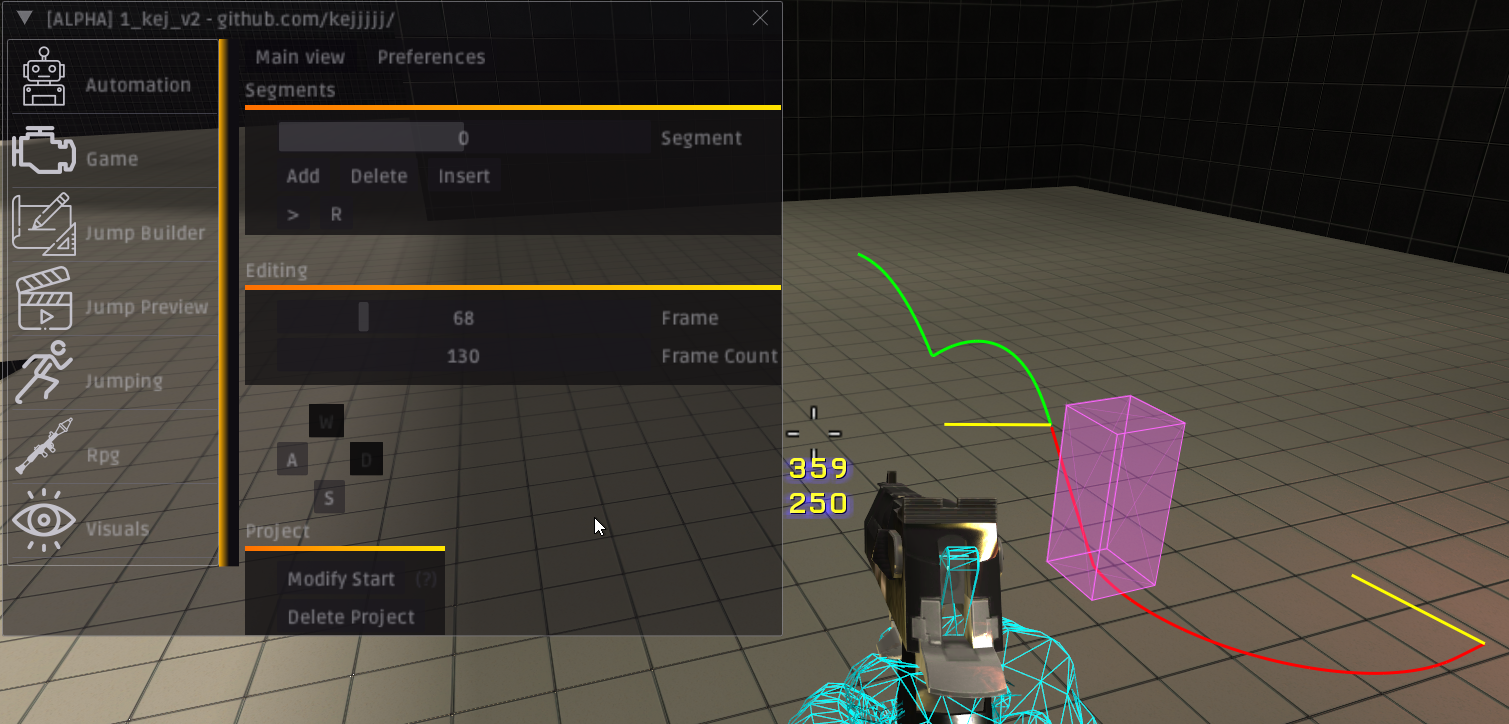 [ALPHA] 1_kej_v2 - github.com/kejjjjj/
Automation
Game
Jump Builder
Jump Preview
Jumping
Rpg
Visuals
Main view Preferences
Segments
0 Segment
Add Delete Insert
> R
Editing
68 Frame
130 Frame Count
W
A D
S
Project
Modify Start (?)
Delete Project
359
250